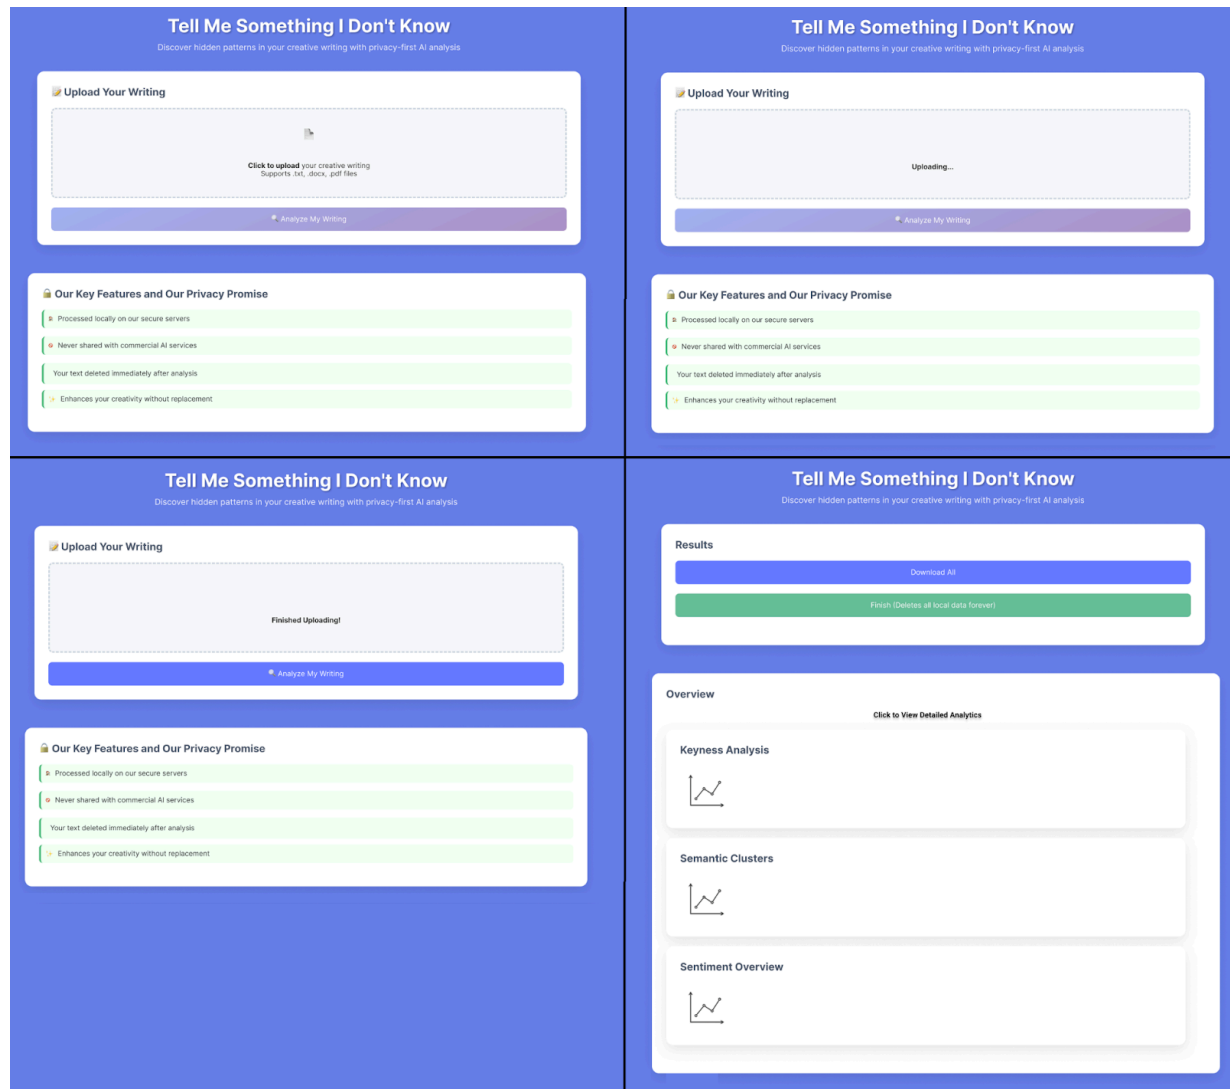 Tell Me Something I Don't Know
Discover hidden patterns in your creative writing with privacy-first AI analysis
Upload Your Writing
Click to upload your creative writing
Supports .txt, .docx, .pdf files
Analyze My Writing
Our Key Features and Our Privacy Promise
Processed locally on our secure servers
Never shared with commercial AI services
Your text deleted immediately after analysis
Enhances your creativity without replacement
Tell Me Something I Don't Know
Discover hidden patterns in your creative writing with privacy-first AI analysis
Upload Your Writing
Uploading...
Analyze My Writing
Our Key Features and Our Privacy Promise
Processed locally on our secure servers
Never shared with commercial AI services
Your text deleted immediately after analysis
Enhances your creativity without replacement
Tell Me Something I Don't Know
Discover hidden patterns in your creative writing with privacy-first AI analysis
Upload Your Writing
Finished Uploading!
Analyze My Writing
Our Key Features and Our Privacy Promise
Processed locally on our secure servers
Never shared with commercial AI services
Your text deleted immediately after analysis
Enhances your creativity without replacement
Tell Me Something I Don't Know
Discover hidden patterns in your creative writing with privacy-first AI analysis
Results
Download All
Finish (Deletes all local data forever)
Overview
Click to View Detailed Analytics
Keyness Analysis
Semantic Clusters
Sentiment Overview